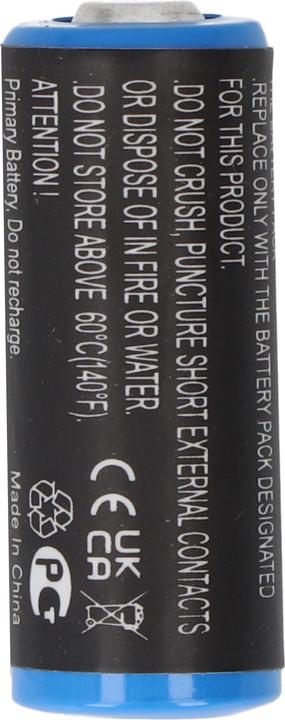 REPLACE ONLY WITH THE BATTERY PACK DESIGNATED
FOR THIS PRODUCT.
.DO NOT CRUSH, PUNCTURE SHORT EXTERNAL CONTACTS
OR DISPOSE OF IN FIRE OR WATER.
.DO NOT STORE ABOVE 60°C(140°F).
ATTENTION !
Primary Battery, Do not recharge.
CE
UK
CA
PC
Made In China